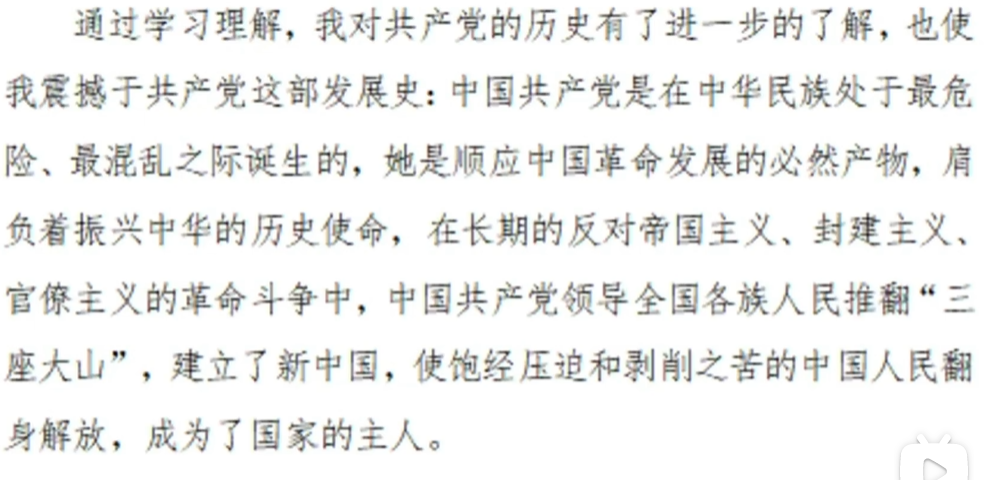 通过学习理解，我对共产党的历史有了进一步的了解，也使
我震撼于共产党这部发展史：中国共产党是在中华民族处于最危
险、最混乱之际诞生的，她是顺应中国革命发展的必然产物，肩
负着振兴中华的历史使命，在长期的反对帝国主义、封建主义、
官僚主义的革命斗争中，中国共产党领导全国各族人民推翻“三
座大山”，建立了新中国，使饱经压迫和剥削之苦的中国人民翻
身解放，成为了国家的主人。